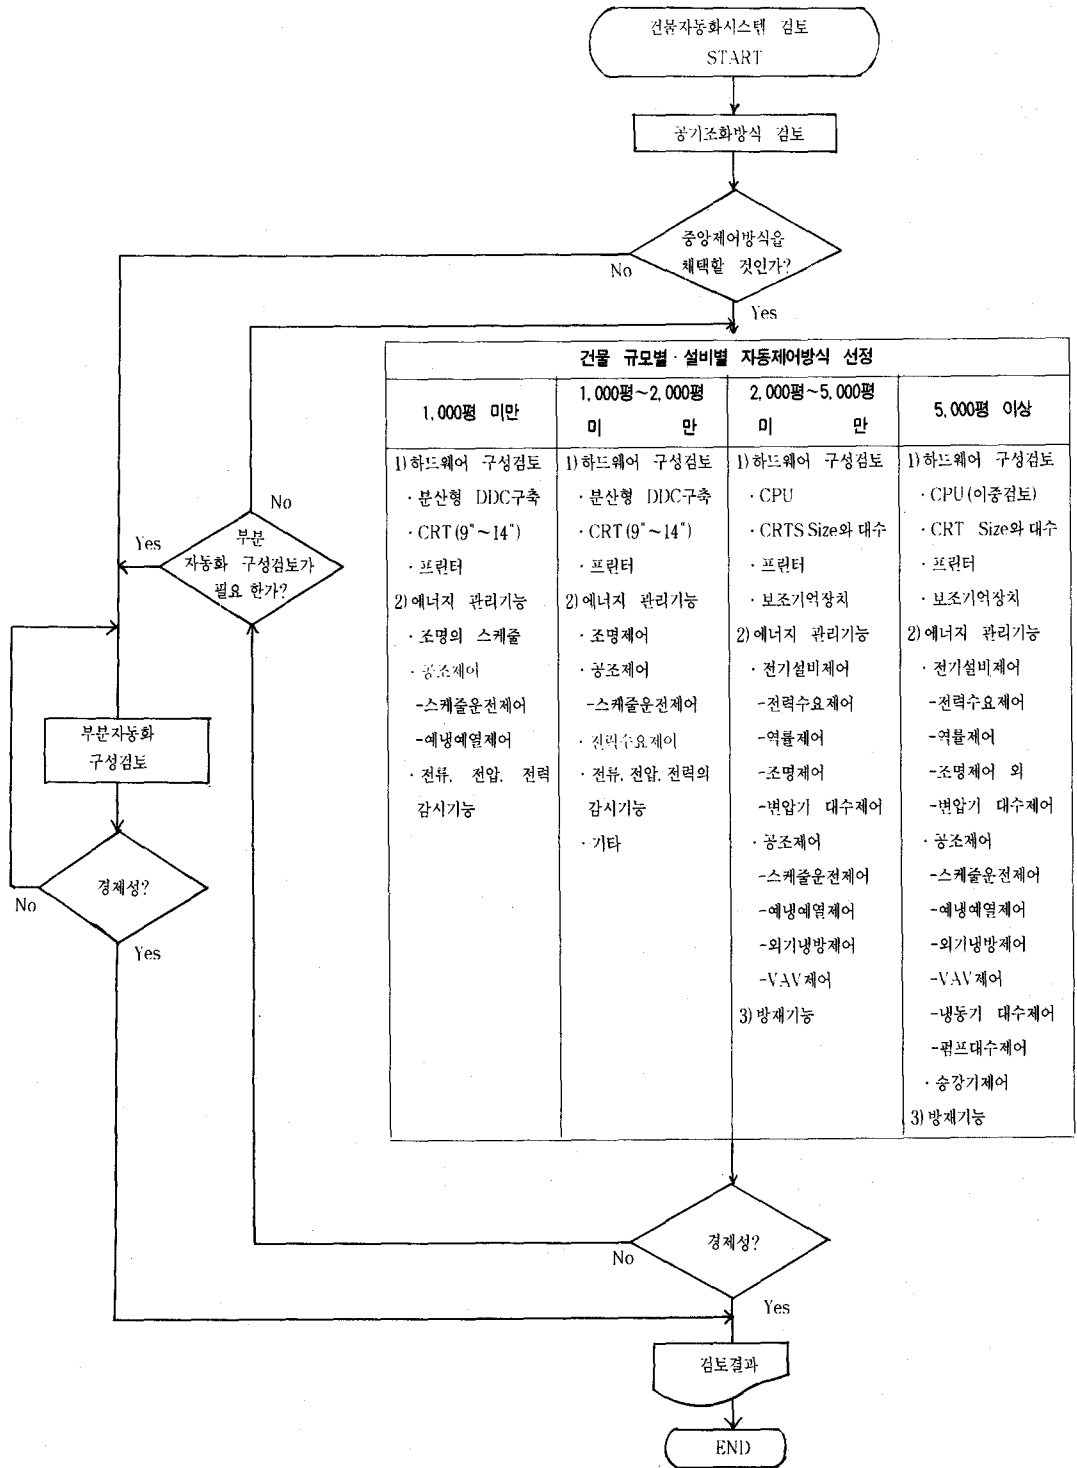 건물자동화시스템 검토
START
공기조화방식 검토
중앙제어방식을
채택할 것인가?
No
Yes
건물 규모별·설비별 자동제어방식 선정
1,000평 미만
1,000평~2,000평
미 만
2,000평~5,000평
미 만
5,000평 이상
1)하드웨어 구성검토
·분산형 DDC구축
·CRT(9"~14")
·프린터
2)에너지 관리기능
·조명의 스케줄
·공조제어
-스케줄운전제어
-예냉예열제어
·전류, 전압, 전력
감시기능
1)하드웨어 구성검토
·분산형 DDC구축
·CRT(9"~14")
·프린터
2)에너지 관리기능
·조명제어
·공조제어
-스캐줄운전제어
·전력수요제어
·전류,전압,전력의
감시기능
·기타
1)하드웨어 구성검토
·CPU
·CRTS Size와 대수
·프린터
·보조기억장치
2)에너지 관리기능
·전기설비제어
-전력수요제어
-역률제어
-조명제어
-변압기 대수제어
·공조제어
-스케줄운전제어
-예냉예열제어
-외기냉방제어
-VAV제어
3)방재기능
1)하드웨어 구성검토
·CPU(이중검토)
·CRT Size와 대수
·프린터
·보조기억장치
2)에너지 관리기능
·전기설비제어
-전력수요제어
-역률제어
-조명제어 외
-변압기 대수제어
·공조제어
-스케줄운전제어
-예냉예열제어
-외기냉방제어
-VAV제어
-냉동기 대수제어
-펌프대수제어
·승강기제어
3)방재기능
No
Yes
부분
자동화 구성검토가
필요 한가?
부분자동화
구성검토
경제성?
No
Yes
경제성?
No
Yes
검토결과
END